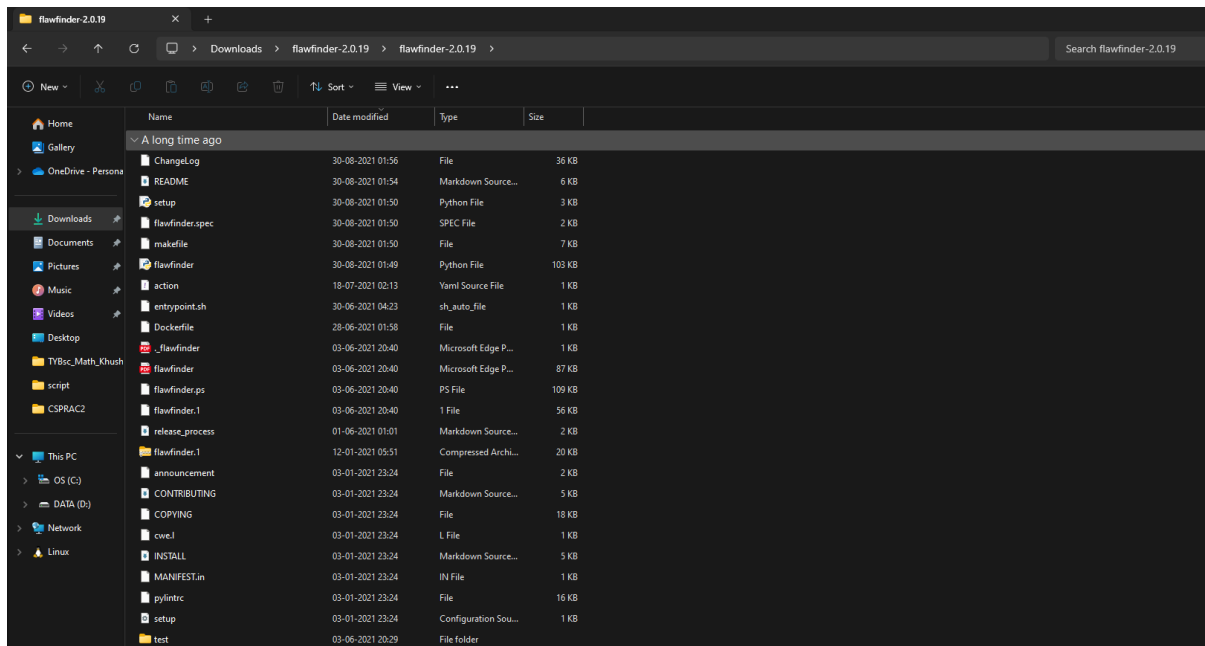 flawfinder-2.0.19
Downloads > flawfinder-2.0.19 > flawfinder-2.0.19 >
Search flawfinder-2.0.19
New Sort View ...
Name Date modified Type Size
Home
Gallery
OneDrive - Persona
Downloads
Documents
Pictures
Music
Videos
Desktop
TYBsc_Math_Khush
script
CSPRAC2
This PC
OS (C:)
DATA (D:)
Network
Linux
A long time ago
ChangeLog 30-08-2021 01:56 File 36 KB
README 30-08-2021 01:54 Markdown Source... 6 KB
setup 30-08-2021 01:50 Python File 3 KB
flawfinder.spec 30-08-2021 01:50 SPEC File 2 KB
makefile 30-08-2021 01:50 File 7 KB
flawfinder 30-08-2021 01:49 Python File 103 KB
action 18-07-2021 02:13 Yaml Source File 1 KB
entrypoint.sh 30-06-2021 04:23 sh_auto_file 1 KB
Dockerfile 28-06-2021 01:58 File 1 KB
._flawfinder 03-06-2021 20:40 Microsoft Edge P... 1 KB
flawfinder 03-06-2021 20:40 Microsoft Edge P... 87 KB
flawfinder.ps 03-06-2021 20:40 PS File 109 KB
flawfinder.1 03-06-2021 20:40 1 File 56 KB
release_process 01-06-2021 01:01 Markdown Source... 2 KB
flawfinder.1 12-01-2021 05:51 Compressed Archi... 20 KB
announcement 03-01-2021 23:24 File 2 KB
CONTRIBUTING 03-01-2021 23:24 Markdown Source... 5 KB
COPYING 03-01-2021 23:24 File 18 KB
cwe.l 03-01-2021 23:24 L File 1 KB
INSTALL 03-01-2021 23:24 Markdown Source... 5 KB
MANIFEST.in 03-01-2021 23:24 IN File 1 KB
pylintrc 03-01-2021 23:24 File 16 KB
setup 03-01-2021 23:24 Configuration Sou... 1 KB
test 03-06-2021 20:29 File folder